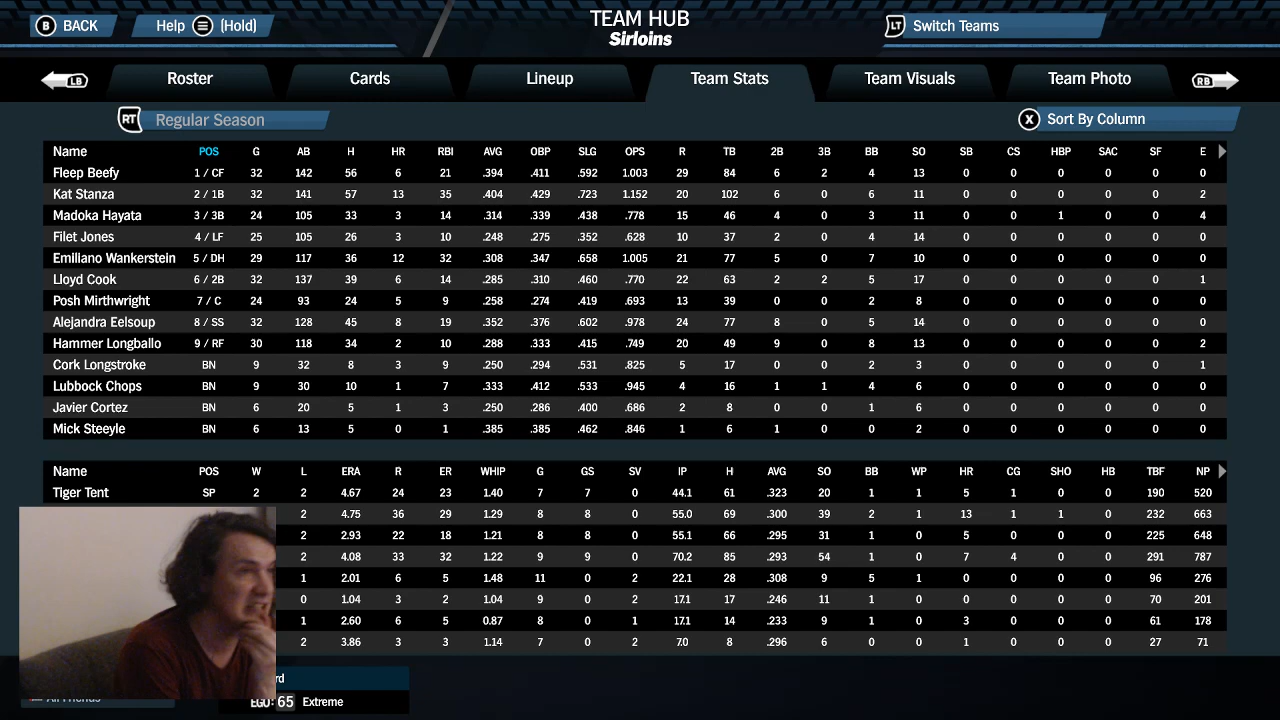 B BACK Help (Hold) TEAM HUB LT Switch Teams
Sirloins
LB Roster Cards Lineup Team Stats Team Visuals Team Photo RB
RT Regular Season X Sort By Column
Name POS G AB H HR RBI AVG OBP SLG OPS R TB 2B 3B BB SO SB CS HBP SAC SF E
Fleep Beefy 1 / CF 32 142 56 6 21 .394 .411 .592 1.003 29 84 6 2 4 13 0 0 0 0 0 0
Kat Stanza 2 / 1B 32 141 57 13 35 .404 .429 .723 1.152 20 102 6 0 6 11 0 0 0 0 0 2
Madoka Hayata 3 / 3B 24 105 33 3 14 .314 .339 .438 .778 15 46 4 0 3 11 0 0 1 0 0 4
Filet Jones 4 / LF 25 105 26 3 10 .248 .275 .352 .628 10 37 2 0 4 14 0 0 0 0 0 0
Emiliano Wankerstein 5 / DH 29 117 36 12 32 .308 .347 .658 1.005 21 77 5 0 7 10 0 0 0 0 0 0
Lloyd Cook 6 / 2B 32 137 39 6 14 .285 .310 .460 .770 22 63 2 2 5 17 0 0 0 0 0 1
Posh Mirthwright 7 / C 24 93 24 5 9 .258 .274 .419 .693 13 39 0 0 2 8 0 0 0 0 0 0
Alejandra Eelsoup 8 / SS 32 128 45 8 19 .352 .376 .602 .978 24 77 8 0 5 14 0 0 0 0 0 0
Hammer Longballo 9 / RF 30 118 34 2 10 .288 .333 .415 .749 20 49 9 0 8 13 0 0 0 0 0 2
Cork Longstroke BN 9 32 8 3 9 .250 .294 .531 .825 5 17 0 0 2 3 0 0 0 0 0 1
Lubbock Chops BN 9 30 10 1 7 .333 .412 .533 .945 4 16 1 1 4 6 0 0 0 0 0 0
Javier Cortez BN 6 20 5 1 3 .250 .286 .400 .686 2 8 0 0 1 6 0 0 0 0 0 0
Mick Steeyle BN 6 13 5 0 1 .385 .385 .462 .846 1 6 1 0 0 2 0 0 0 0 0 0
Name POS W L ERA R ER WHIP G GS SV IP H AVG SO BB WP HR CG SHO HB TBF NP
Tiger Tent SP 2 2 4.67 24 23 1.40 7 7 0 44.1 61 .323 20 1 1 5 1 0 0 190 520
2 4.75 36 29 1.29 8 8 0 55.0 69 .300 39 2 1 13 1 1 0 232 663
2 2.93 22 18 1.21 8 8 0 55.1 66 .295 31 1 0 5 0 0 0 225 648
2 4.08 33 32 1.22 9 9 0 70.2 85 .293 54 1 0 7 4 0 0 291 787
1 2.01 6 5 1.48 11 0 2 22.1 28 .308 9 5 1 0 0 0 0 96 276
0 1.04 3 2 1.04 9 0 2 17.1 17 .246 11 1 0 0 0 0 0 70 201
1 2.60 6 5 0.87 8 0 1 17.1 14 .233 9 1 0 3 0 0 0 61 178
2 3.86 3 3 1.14 7 0 2 7.0 8 .296 6 0 0 1 0 0 0 27 71
rd
All Friends EGO: 65 Extreme